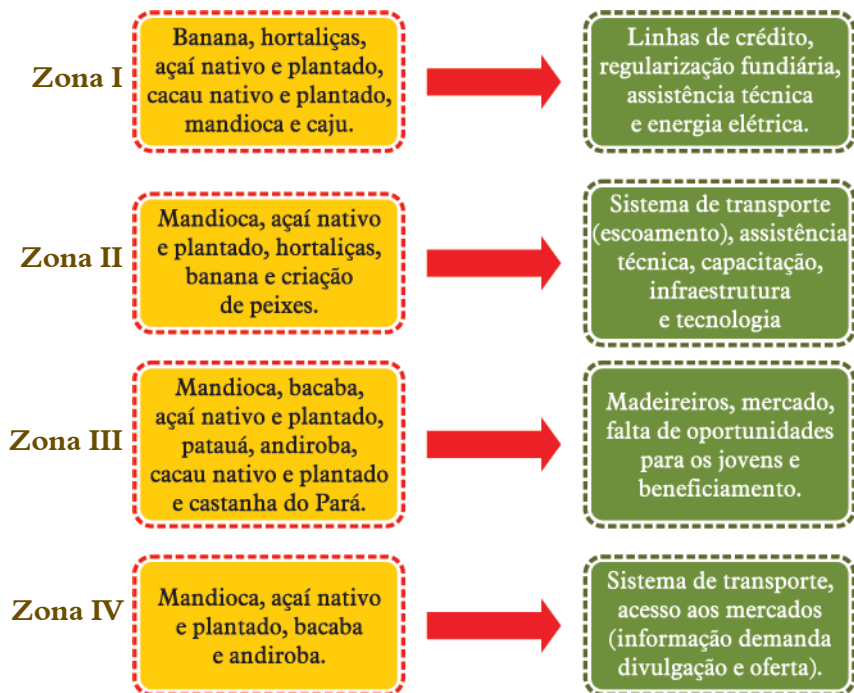 Zona I
Banana, hortaliças,
açaí nativo e plantado,
cacau nativo e plantado,
mandioca e caju.
Linhas de crédito,
regularização fundiária,
assistência técnica
e energia elétrica.
Zona II
Mandioca, açaí nativo
e plantado, hortaliças,
banana e criação
de peixes.
Sistema de transporte
(escoamento), assistência
técnica, capacitação,
infraestrutura
e tecnologia
Zona III
Mandioca, bacaba,
açaí nativo e plantado,
patauá, andiroba,
cacau nativo e plantado
e castanha do Pará.
Madeireiros, mercado,
falta de oportunidades
para os jovens e
beneficiamento.
Zona IV
Mandioca, açaí nativo
e plantado, bacaba
e andiroba.
Sistema de transporte,
acesso aos mercados
(informação demanda
divulgação e oferta).